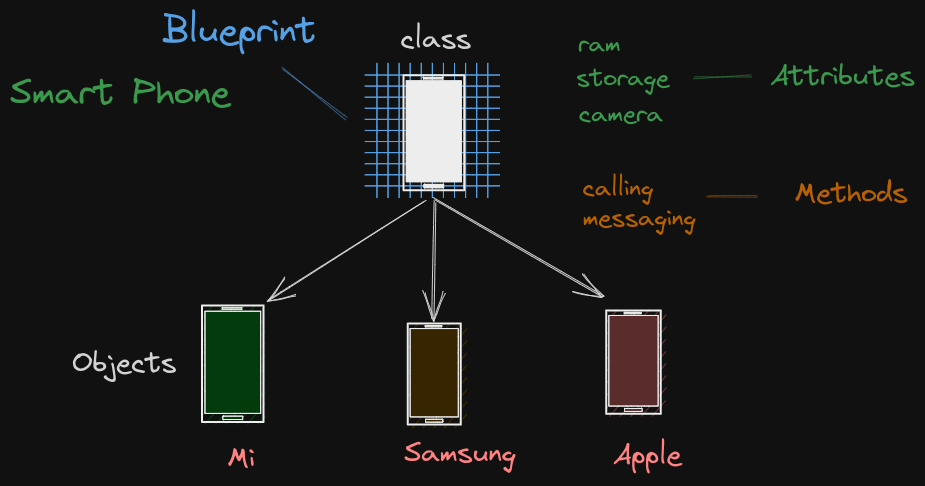 Blueprint
class
Smart Phone
ram
storage
camera
Attributes
calling
messaging
Methods
Objects
Mi
Samsung
Apple